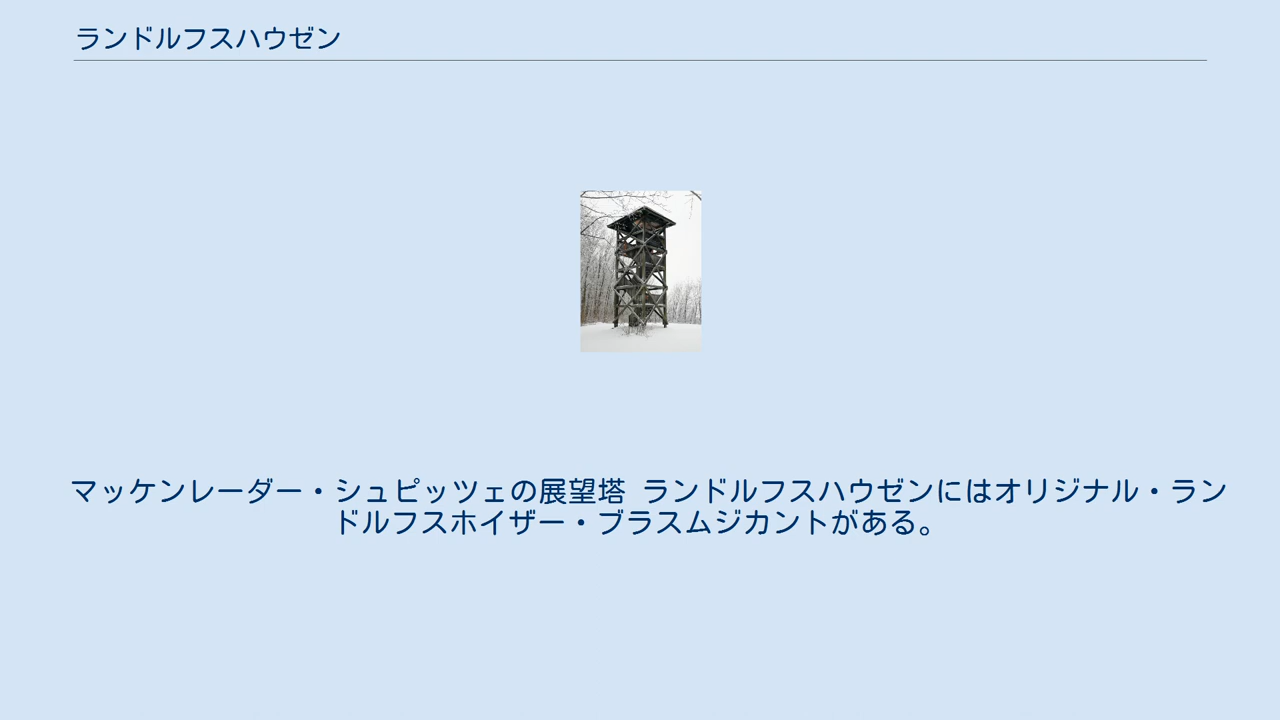 ランドルフスハウゼン
マッケンレーダー・シュピッツェの展望塔 ランドルフスハウゼンにはオリジナル・ラン
ドルフスホイザー・ブラスムジカントがある。